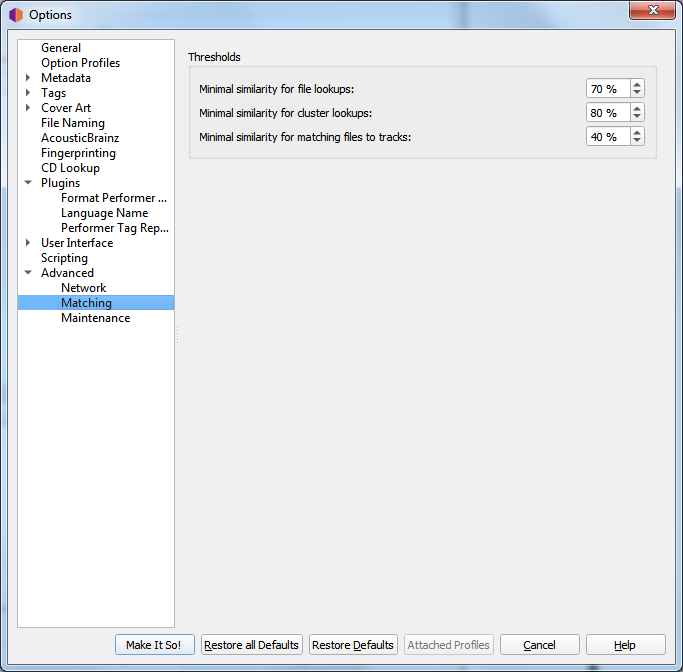 Options
General
Option Profiles
Metadata
Tags
Cover Art
File Naming
AcousticBrainz
Fingerprinting
CD Lookup
Plugins
Format Performer ...
Language Name
Performer Tag Rep...
User Interface
Scripting
Advanced
Network
Matching
Maintenance
Thresholds
Minimal similarity for file lookups: 70 %
Minimal similarity for cluster lookups: 80 %
Minimal similarity for matching files to tracks: 40 %
Make It So! Restore all Defaults Restore Defaults Attached Profiles Cancel Help